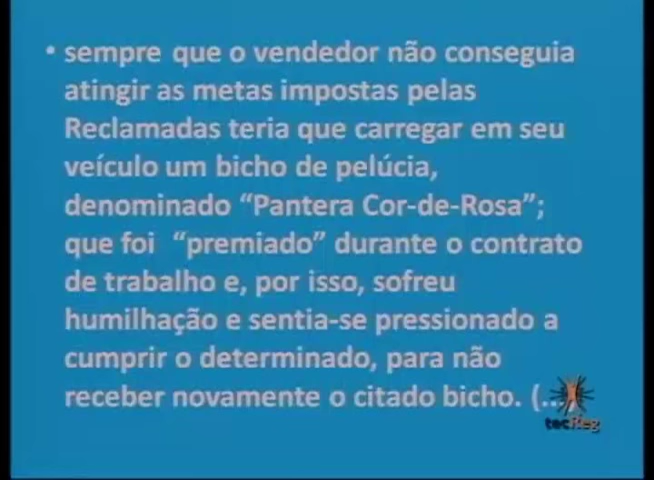 • sempre que o vendedor não conseguia
atingir as metas impostas pelas
Reclamadas teria que carregar em seu
veículo um bicho de pelúcia,
denominado “Pantera Cor-de-Rosa”;
que foi “premiado” durante o contrato
de trabalho e, por isso, sofreu
humilhação e sentia-se pressionado a
cumprir o determinado, para não
receber novamente o citado bicho. (...
tecReg